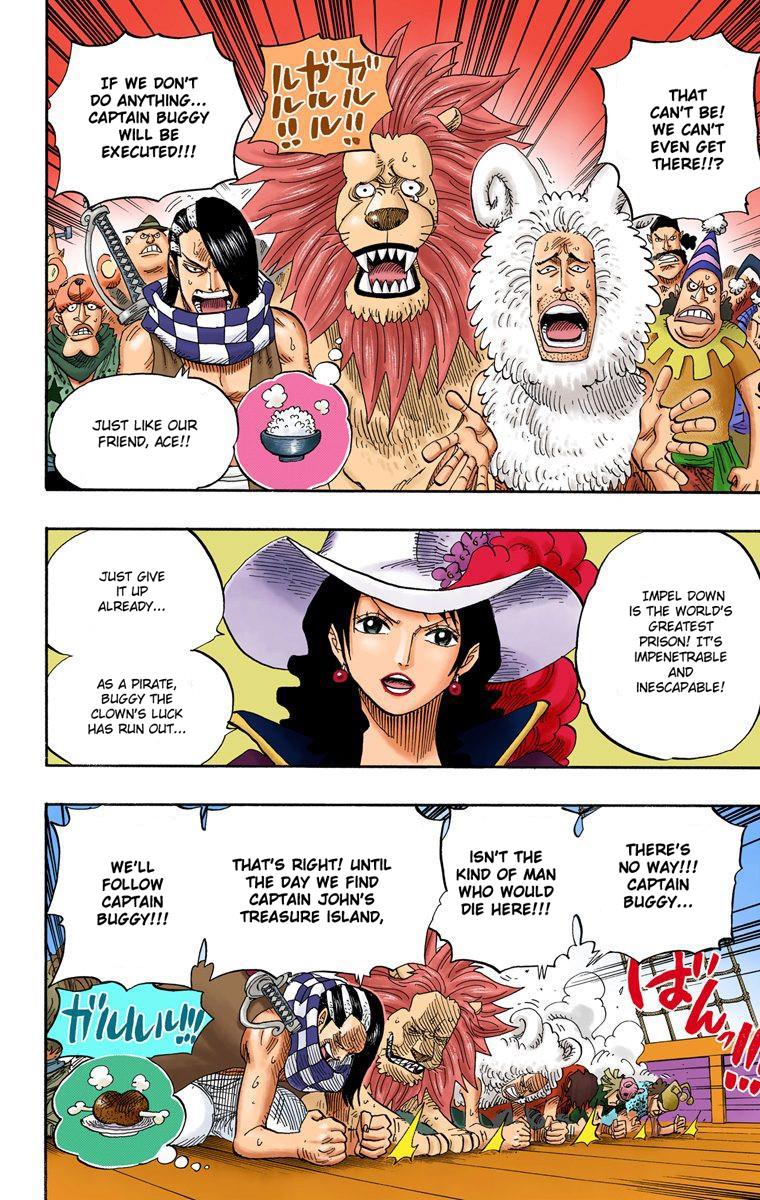 THAT
CAN'T BE!
WE CAN'T
EVEN GET
THERE!!?
ガルルル!!
ガルルル!!
IF WE DON'T
DO ANYTHING...
CAPTAIN BUGGY
WILL BE
EXECUTED!!!
JUST LIKE OUR
FRIEND, ACE!!
IMPEL DOWN
IS THE WORLD'S
GREATEST
PRISON! IT'S
IMPENETRABLE
AND
INESCAPABLE!
JUST GIVE
IT UP
ALREADY...
AS A PIRATE,
BUGGY THE
CLOWN'S LUCK
HAS RUN OUT...
THERE'S
NO WAY!!!
CAPTAIN
BUGGY...
ISN'T THE
KIND OF MAN
WHO WOULD
DIE HERE!!!
THAT'S RIGHT! UNTIL
THE DAY WE FIND
CAPTAIN JOHN'S
TREASURE ISLAND,
WE'LL
FOLLOW
CAPTAIN
BUGGY!!!
ばんっ!!!
ガルルル!!!